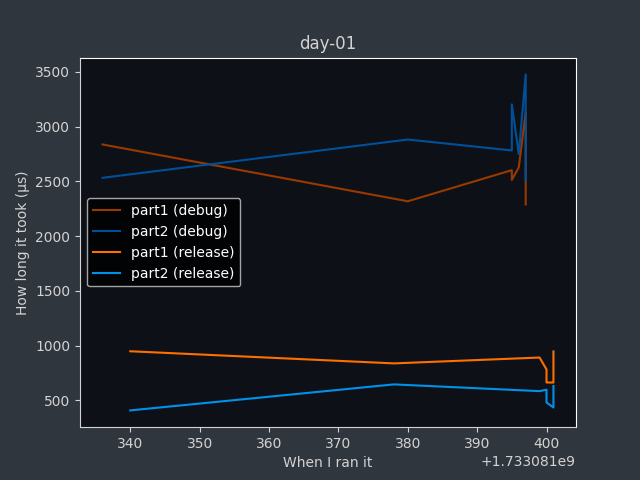 day-01
How long it took (µs)
3500
3000
2500
2000
1500
1000
500
part1 (debug)
part2 (debug)
part1 (release)
part2 (release)
340 350 360 370 380 390 400
When I ran it
+1.733081e9